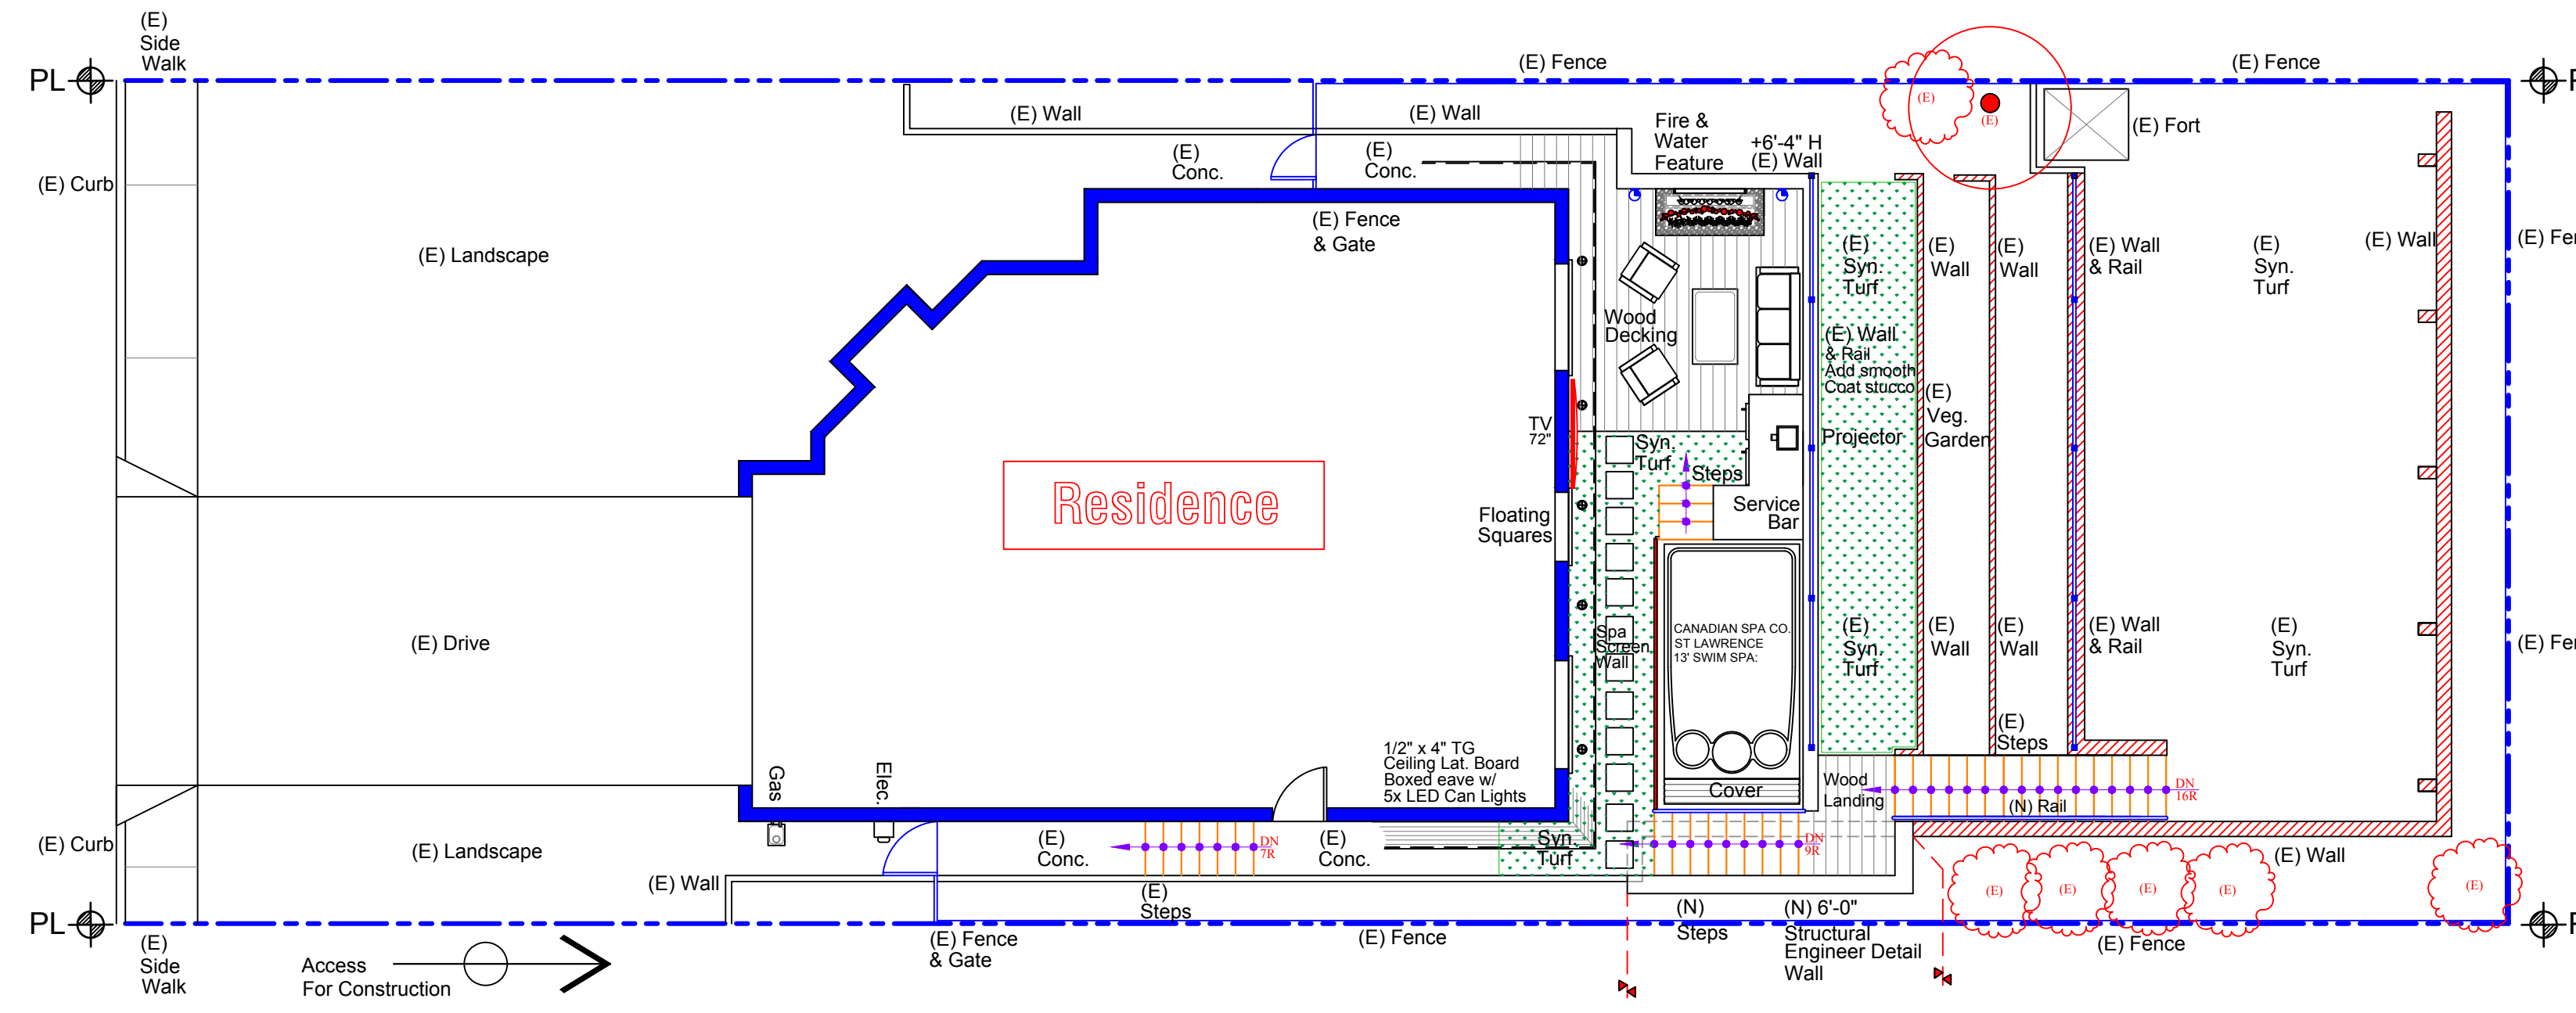 (E)
Side
Walk
PL
(E) Fence
(E) Fence
(E) Wall
(E) Wall
Fire &
Water
Feature
+6'-4" H
(E) Wall
(E)
(E)
(E) Fort
(E)
Conc.
(E)
Conc.
(E) Curb
(E) Fence
& Gate
(E) Landscape
(E)
Syn.
Turf
(E)
Wall
(E)
Wall
(E) Wall
& Rail
(E)
Syn.
Turf
(E) Wall
Wood
Decking
(E) Wall
& Rail
Add smooth
Coat stucco
(E)
Veg.
Garden
TV
72"
Projector
Syn.
Turf
Steps
Residence
Service
Bar
Floating
Squares
(E) Drive
Spa
Screen
Wall
CANADIAN SPA CO.
ST LAWRENCE
13' SWIM SPA:
(E)
Syn.
Turf
(E)
Wall
(E)
Wall
(E) Wall
& Rail
(E)
Syn.
Turf
(E)
Steps
1/2" x 4" TG
Ceiling Lat. Board
Boxed eave w/
5x LED Can Lights
Gas
Elec.
Cover
Wood
Landing
(N) Rail
DN
16R
(E) Curb
(E) Landscape
(E)
Conc.
DN
7R
(E)
Conc.
Syn.
Turf
DN
9R
(E) Wall
(E) Wall
(E)
(E)
(E)
(E)
(E)
(E)
Steps
PL
(E)
Side
Walk
Access
For Construction
(E) Fence
& Gate
(E) Fence
(N)
Steps
(N) 6'-0"
Structural
Engineer Detail
Wall
(E) Fence